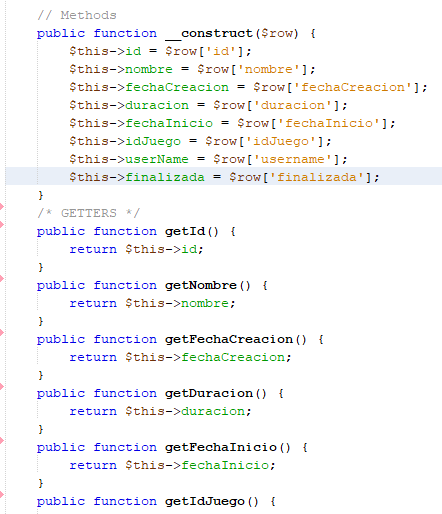 // Methods
public function __construct($row) {
$this->id = $row['id'];
$this->nombre = $row['nombre'];
$this->fechaCreacion = $row['fechaCreacion'];
$this->duracion = $row['duracion'];
$this->fechaInicio = $row['fechaInicio'];
$this->idJuego = $row['idJuego'];
$this->userName = $row['username'];
$this->finalizada = $row['finalizada'];
}
/* GETTERS */
public function getId() {
return $this->id;
}
public function getNombre() {
return $this->nombre;
}
public function getFechaCreacion() {
return $this->fechaCreacion;
}
public function getDuracion() {
return $this->duracion;
}
public function getFechaInicio() {
return $this->fechaInicio;
}
public function getIdJuego() {